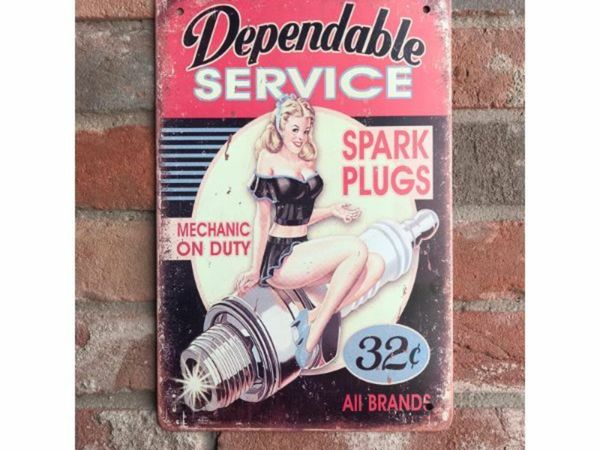 Dependable
SERVICE
SPARK
PLUGS
MECHANIC
ON DUTY
32¢
All BRANDS